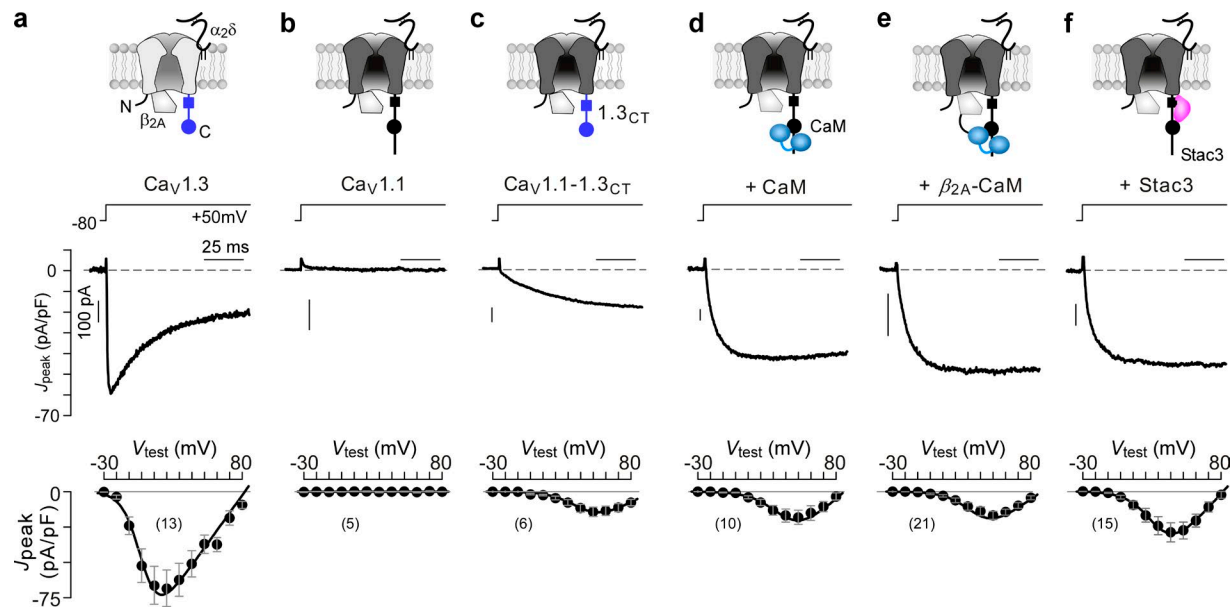 a b c d e f
α₂δ
N β₂A C
1.3CT
CaM
Stac3
CaV1.3 CaV1.1 CaV1.1-1.3CT + CaM + β₂A-CaM + Stac3
-80 +50mV
25 ms
0
100 pA
Jpeak (pA/pF)
-70
Vtest (mV) Vtest (mV) Vtest (mV) Vtest (mV) Vtest (mV) Vtest (mV)
-30 80 -30 80 -30 80 -30 80 -30 80 -30 80
0
(13) (5) (6) (10) (21) (15)
Jpeak
(pA/pF)
-75